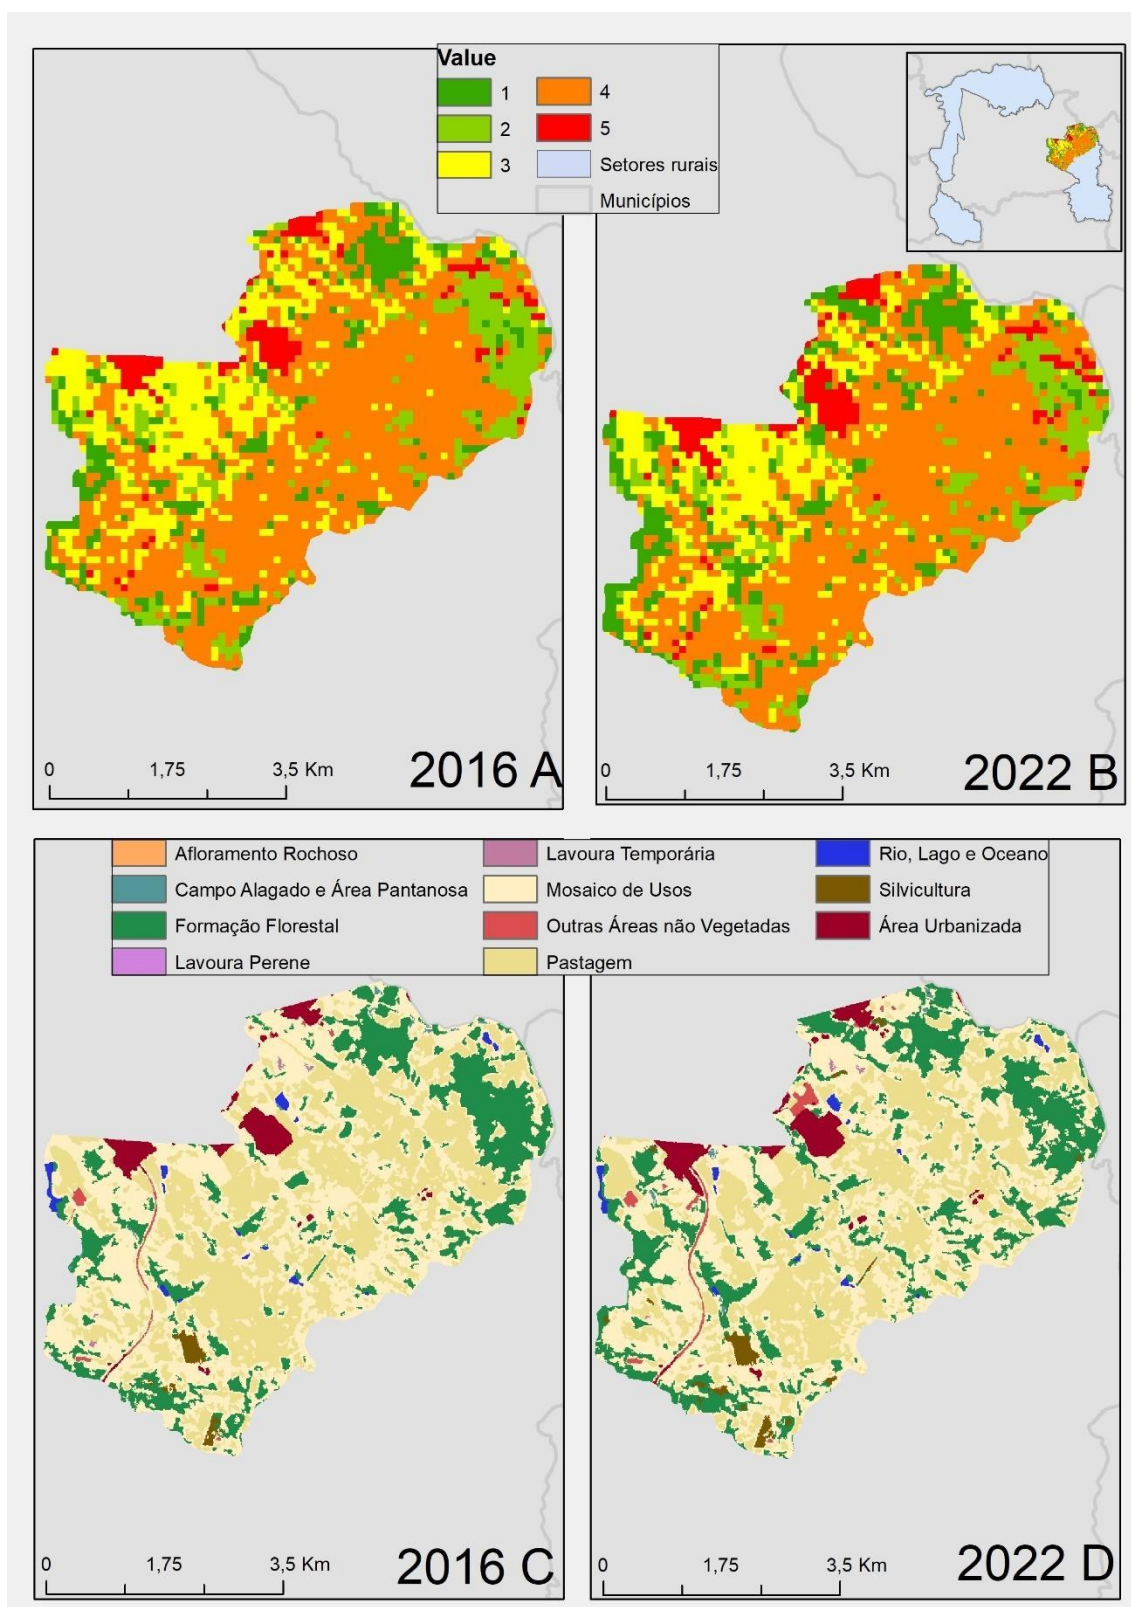 Value
1
4
2
5
3
Setores rurais
Municípios
0
1,75
3,5 Km
2016 A
0
1,75
3,5 Km
2022 B
Afloramento Rochoso
Lavoura Temporária
Rio, Lago e Oceano
Campo Alagado e Área Pantanosa
Mosaico de Usos
Silvicultura
Formação Florestal
Outras Áreas não Vegetadas
Área Urbanizada
Lavoura Perene
Pastagem
0
1,75
3,5 Km
2016 C
0
1,75
3,5 Km
2022 D